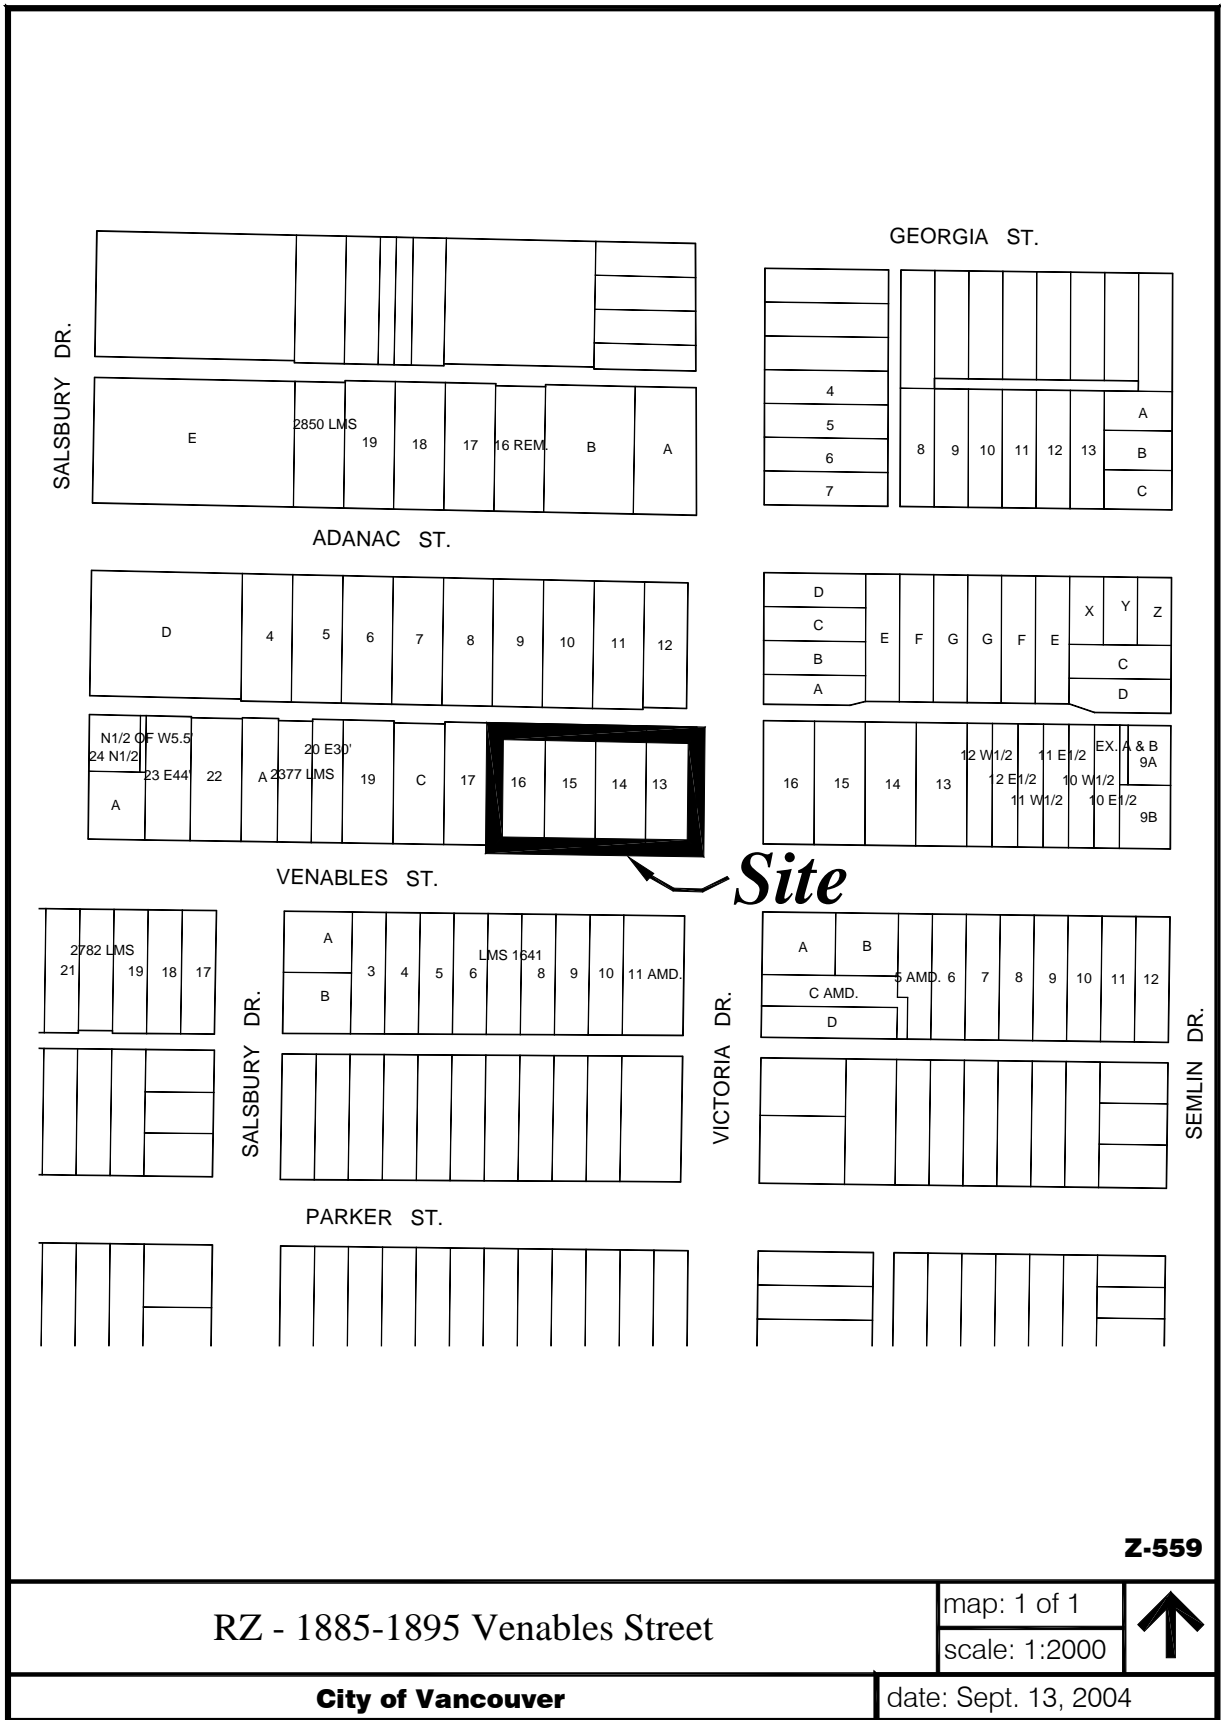 GEORGIA ST.
SALSBURY DR.
4
5
6
7
8 9 10 11 12 13
A
B
C
E 2850 LMS 19 18 17 16 REM. B A
ADANAC ST.
D 4 5 6 7 8 9 10 11 12
D
C
B
A
E F G G F E
X Y Z
C
D
N1/2 OF W5.5'
24 N1/2
A
23 E44' 22 A 2377 LMS 20 E30' 19 C 17 16 15 14 13
16 15 14 13 12 W1/2 12 E1/2 11 W1/2 11 E1/2 10 W1/2 10 E1/2
EX. A & B
9A
9B
Site
VENABLES ST.
21 2782 LMS 19 18 17
A
B
3 4 5 6 LMS 1641 8 9 10 11 AMD.
A B
C AMD.
D
5 AMD. 6 7 8 9 10 11 12
SALSBURY DR.
VICTORIA DR.
SEMLIN DR.
PARKER ST.
Z-559
RZ - 1885-1895 Venables Street
map: 1 of 1
scale: 1:2000
City of Vancouver
date: Sept. 13, 2004